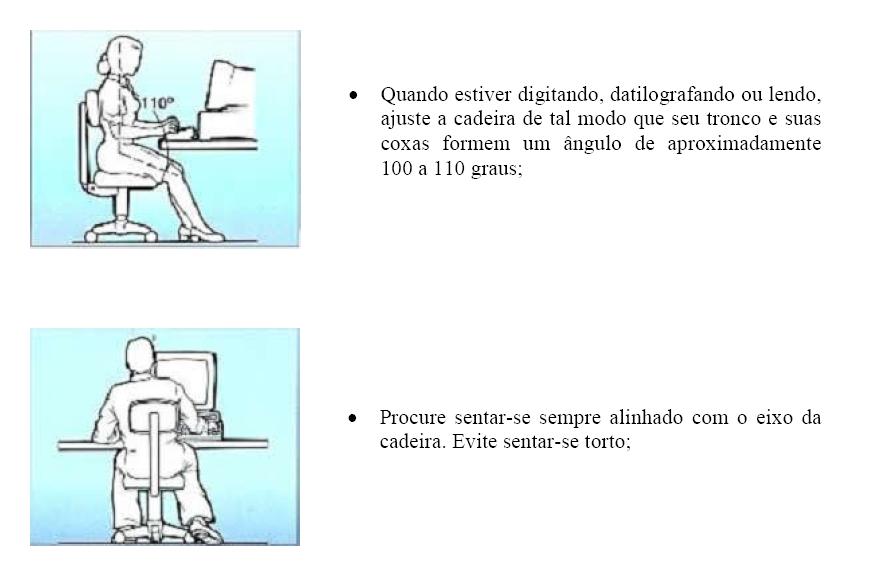 110º
• Quando estiver digitando, datilografando ou lendo,
ajuste a cadeira de tal modo que seu tronco e suas
coxas formem um ângulo de aproximadamente
100 a 110 graus;
• Procure sentar-se sempre alinhado com o eixo da
cadeira. Evite sentar-se torto;